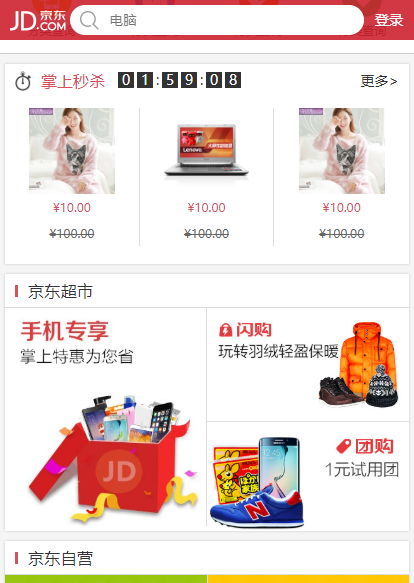 JD 京东 .COM
电脑
登录
掌上秒杀 01:59:08 更多>
¥10.00 ¥10.00 ¥10.00
¥100.00 ¥100.00 ¥100.00
京东超市
手机专享
掌上特惠为您省
JD
闪购
玩转羽绒轻盈保暖
团购
1元试用团
N
京东自营